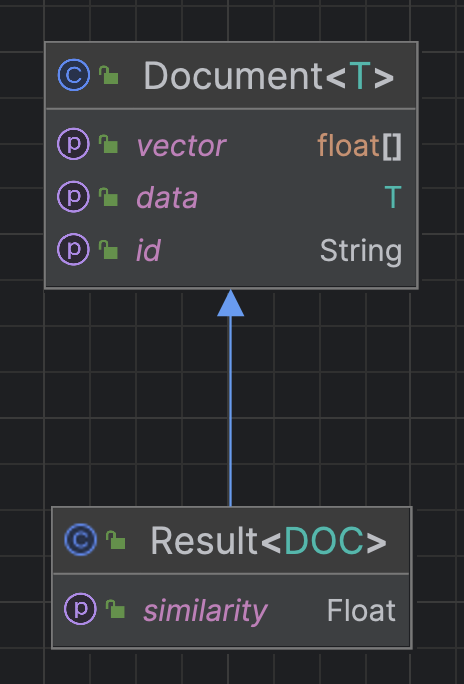 C Document<T>
p vector float[]
p data T
p id String
C Result<DOC>
p similarity Float